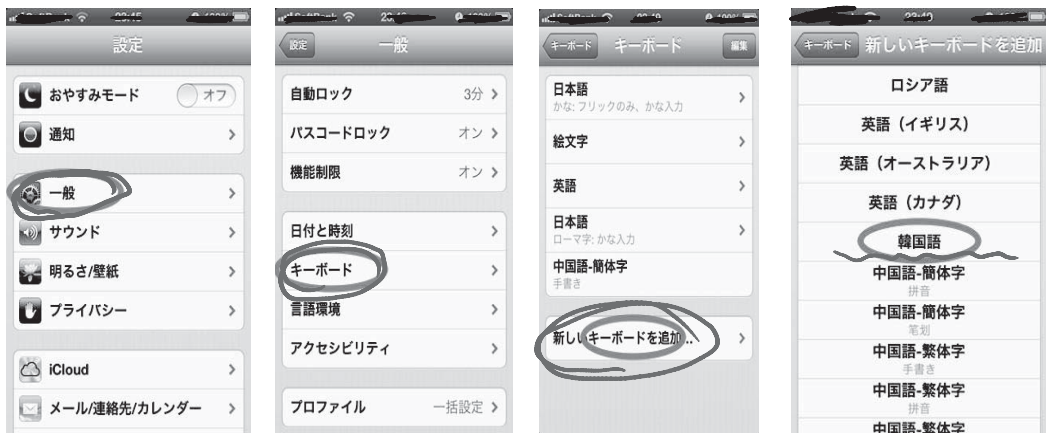 設定
おやすみモード
オフ
通知
一般
サウンド
明るさ/壁紙
プライバシー
iCloud
メール/連絡先/カレンダー
設定
一般
自動ロック 3分
パスコードロック オン
機能制限 オン
日付と時刻
キーボード
言語環境
アクセシビリティ
プロファイル 一括設定
キーボード
キーボード
編集
日本語
かな: フリックのみ、かな入力
絵文字
英語
日本語
ローマ字: かな入力
中国語-簡体字
手書き
新しいキーボードを追加...
キーボード
新しいキーボードを追加
ロシア語
英語（イギリス）
英語（オーストラリア）
英語（カナダ）
韓国語
中国語-簡体字
拼音
中国語-簡体字
笔划
中国語-繁体字
手書き
中国語-繁体字
拼音
中国語-繁体字